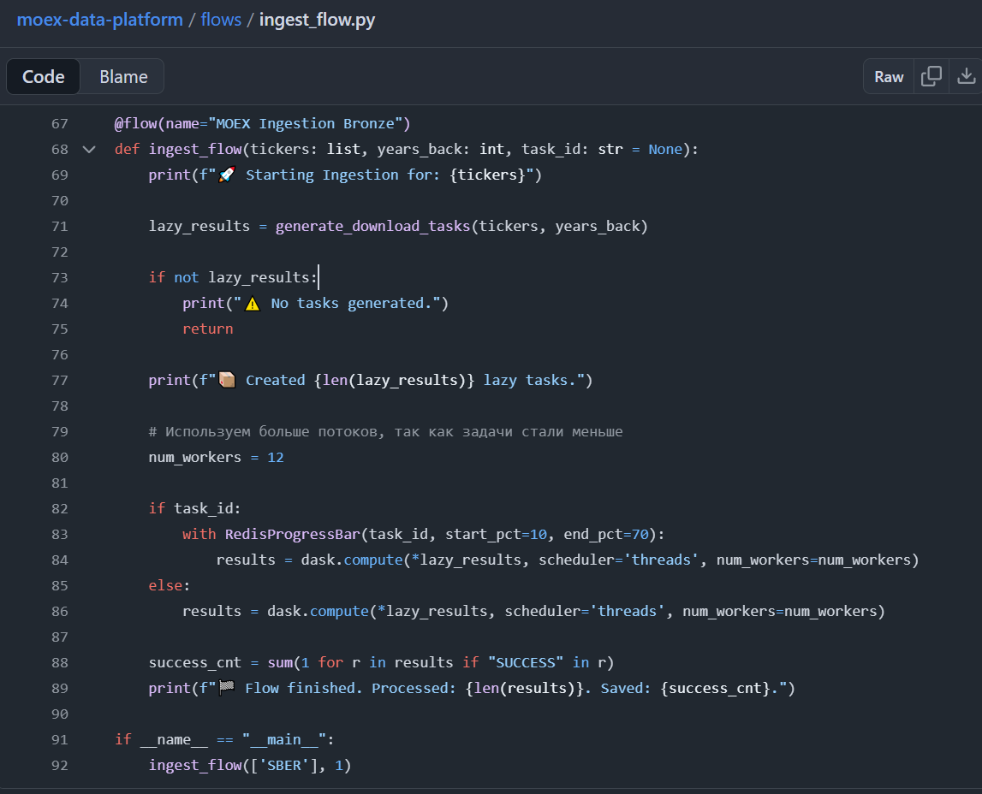 moex-data-platform / flows / ingest_flow.py
Code Blame Raw
67 @flow(name="MOEX Ingestion Bronze")
68 def ingest_flow(tickers: list, years_back: int, task_id: str = None):
69     print(f"🚀 Starting Ingestion for: {tickers}")
70
71     lazy_results = generate_download_tasks(tickers, years_back)
72
73     if not lazy_results:
74         print("⚠️ No tasks generated.")
75         return
76
77     print(f"📦 Created {len(lazy_results)} lazy tasks.")
78
79     # Используем больше потоков, так как задачи стали меньше
80     num_workers = 12
81
82     if task_id:
83         with RedisProgressBar(task_id, start_pct=10, end_pct=70):
84             results = dask.compute(*lazy_results, scheduler='threads', num_workers=num_workers)
85     else:
86         results = dask.compute(*lazy_results, scheduler='threads', num_workers=num_workers)
87
88     success_cnt = sum(1 for r in results if "SUCCESS" in r)
89     print(f"🏁 Flow finished. Processed: {len(results)}. Saved: {success_cnt}.")
90
91 if __name__ == "__main__":
92     ingest_flow(['SBER'], 1)